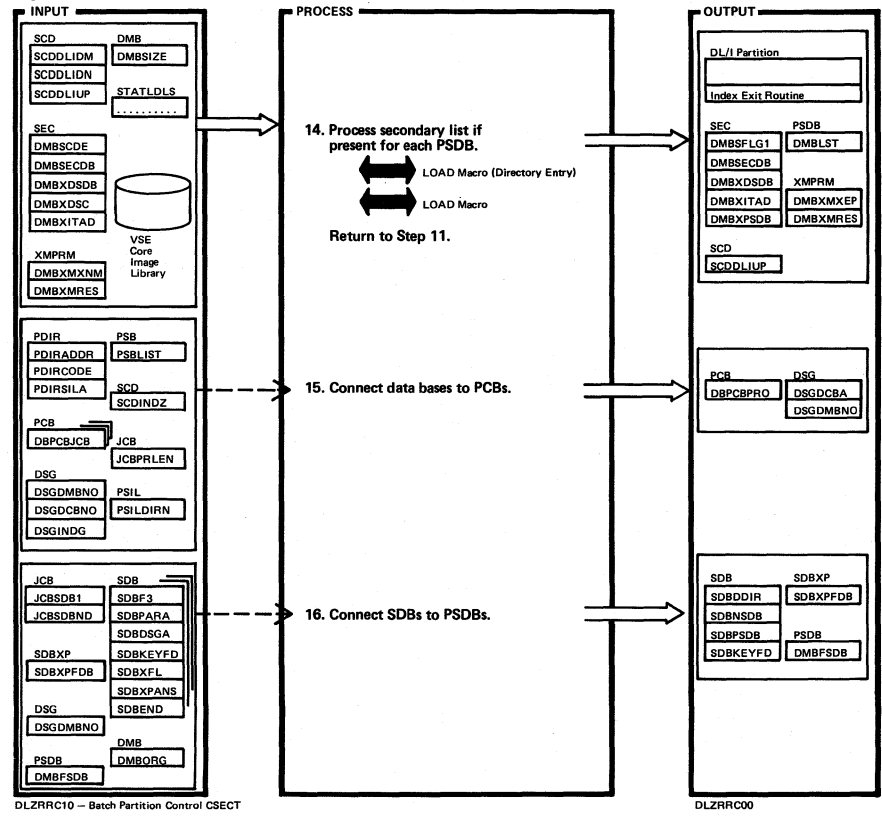 INPUT
SCD
SCDDLIDM
SCDDLIDN
SCDDLIUP
DMB
DMBSIZE
STATLDLS
..........
SEC
DMBSCDE
DMBSECDB
DMBXDSDB
DMBXDSC
DMBXITAD
VSE
Core
Image
Library
XMPRM
DMBXMXNM
DMBXMRES
PDIR
PDIRADDR
PDIRCODE
PDIRSILA
PSB
PSBLIST
SCD
SCDINDZ
PCB
DBPCBJCB
JCB
JCBPRLEN
DSG
DSGDMBNO
DSGDCBNO
DSGINDG
PSIL
PSILDIRN
JCB
JCBSDB1
JCBSDBND
SDB
SDBF3
SDBPARA
SDBDSGA
SDBKEYFD
SDBXFL
SDBXPANS
SDBEND
SDBXP
SDBXPFDB
DSG
DSGDMBNO
DMB
DMBORG
PSDB
DMBFSDB
DLZRRC10 – Batch Partition Control CSECT
PROCESS
14. Process secondary list if
present for each PSDB.
LOAD Macro (Directory Entry)
LOAD Macro
Return to Step 11.
15. Connect data bases to PCBs.
16. Connect SDBs to PSDBs.
OUTPUT
DL/I Partition
Index Exit Routine
SEC
DMBSFLG1
DMBSECDB
DMBXDSDB
DMBXITAD
DMBXPSDB
PSDB
DMBLST
XMPRM
DMBXMXEP
DMBXMRES
SCD
SCDDLIUP
PCB
DBPCBPRO
DSG
DSGDCBA
DSGDMBNO
SDB
SDBDDIR
SDBNSDB
SDBPSDB
SDBKEYFD
SDBXP
SDBXPFDB
PSDB
DMBFSDB
DLZRRC00